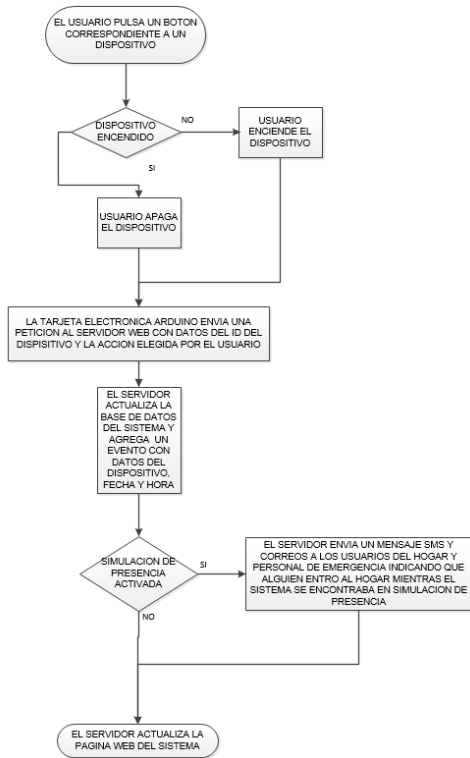 EL USUARIO PULSA UN BOTON
CORRESPONDIENTE A UN
DISPOSITIVO
DISPOSITIVO
ENCENDIDO
NO
USUARIO
ENCIENDE EL
DISPOSITIVO
SI
USUARIO APAGA
EL DISPOSITIVO
LA TARJETA ELECTRONICA ARDUINO ENVIA UNA
PETICION AL SERVIDOR WEB CON DATOS DEL ID DEL
DISPISITIVO Y LA ACCION ELEGIDA POR EL USUARIO
EL SERVIDOR
ACTUALIZA LA
BASE DE DATOS
DEL SISTEMA Y
AGREGA UN
EVENTO CON
DATOS DEL
DISPOSITIVO,
FECHA Y HORA
SIMULACION DE
PRESENCIA
ACTIVADA
SI
EL SERVIDOR ENVIA UN MENSAJE SMS Y
CORREOS A LOS USUARIOS DEL HOGAR Y
PERSONAL DE EMERGENCIA INDICANDO QUE
ALGUIEN ENTRO AL HOGAR MIENTRAS EL
SISTEMA SE ENCONTRABA EN SIMULACION DE
PRESENCIA
NO
EL SERVIDOR ACTUALIZA LA
PAGINA WEB DEL SISTEMA